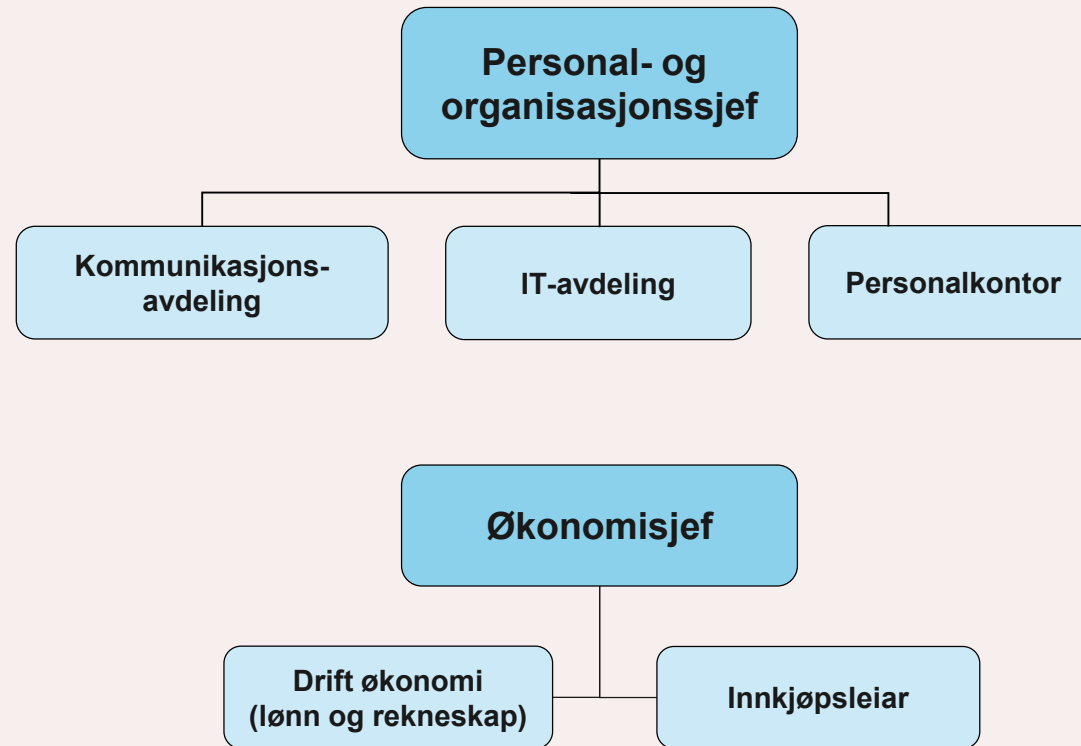 Personal- og
organisasjonssjef
Kommunikasjons-
avdeling
IT-avdeling
Personalkontor
Økonomisjef
Drift økonomi
(lønn og rekneskap)
Innkjøpsleiar